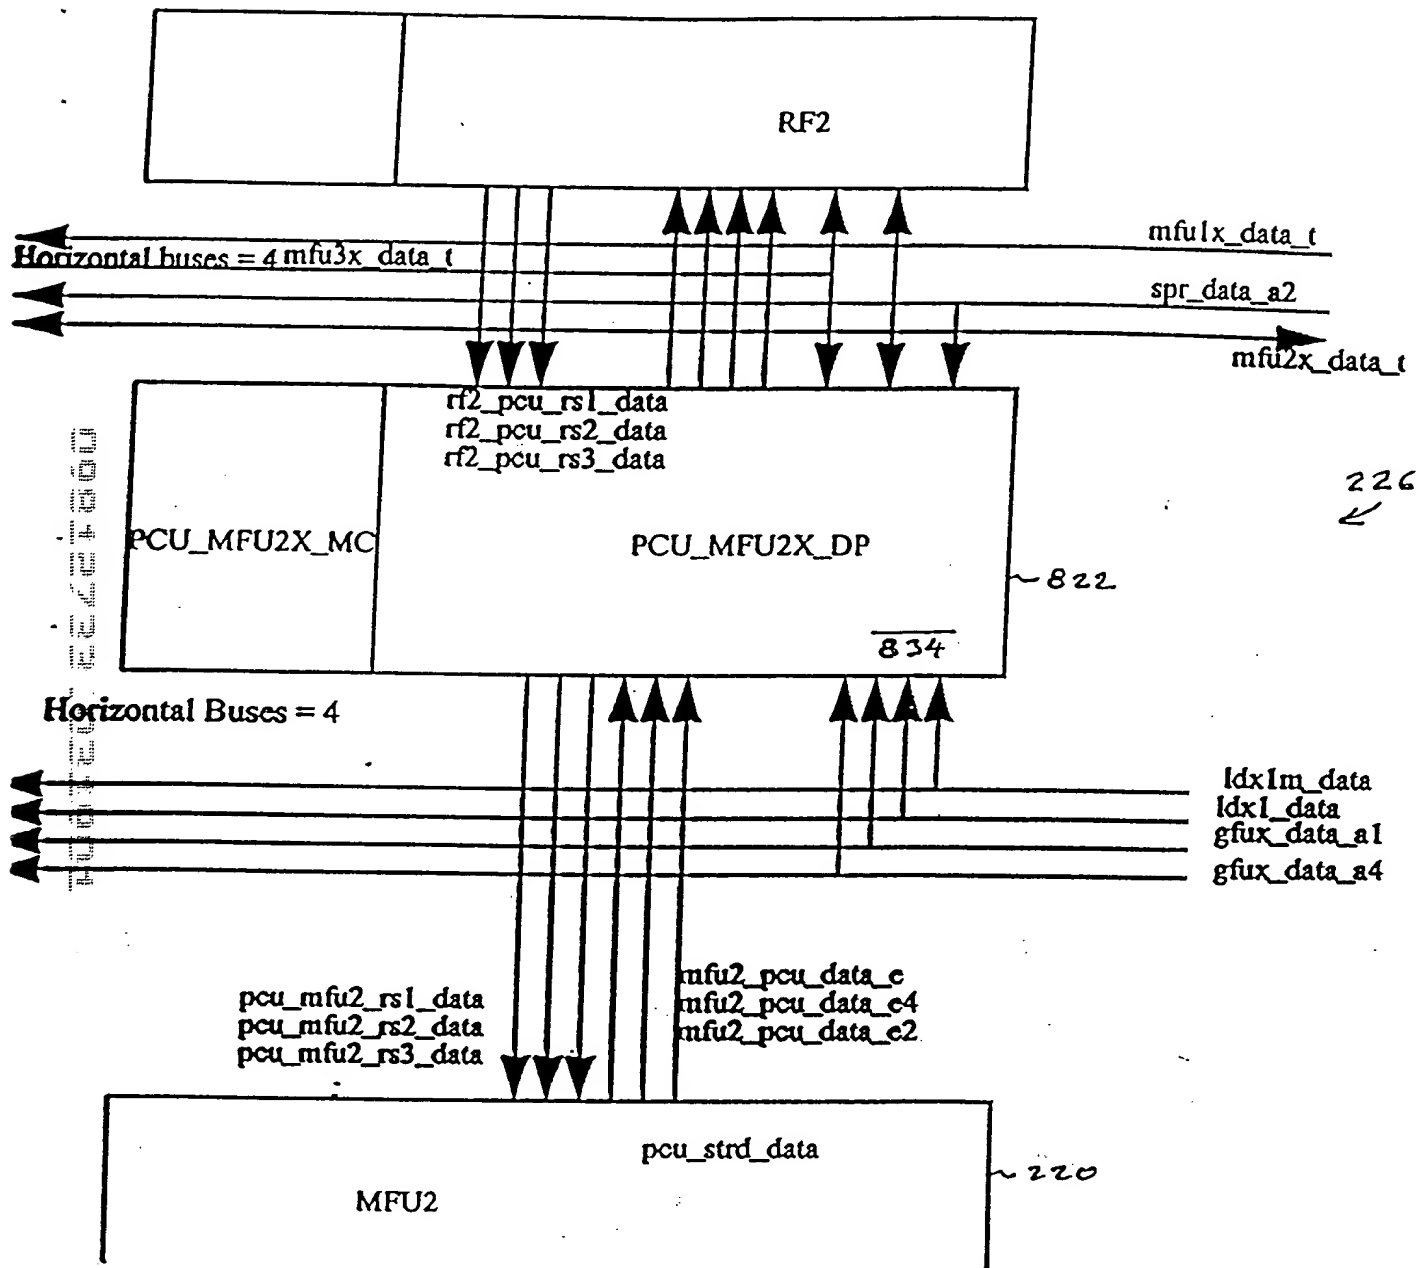 RF2
mfu1x_data_t
Horizontal buses = 4 mfu3x_data_t
spr_data_a2
mfu2x_data_t
rf2_pcu_rs1_data
rf2_pcu_rs2_data
rf2_pcu_rs3_data
226
PCU_MFU2X_MC
PCU_MFU2X_DP
822
834
Horizontal Buses = 4
ldx1m_data
ldx1_data
gfux_data_a1
gfux_data_a4
mfu2_pcu_data_e
mfu2_pcu_data_e4
mfu2_pcu_data_e2
pcu_mfu2_rs1_data
pcu_mfu2_rs2_data
pcu_mfu2_rs3_data
pcu_strd_data
220
MFU2